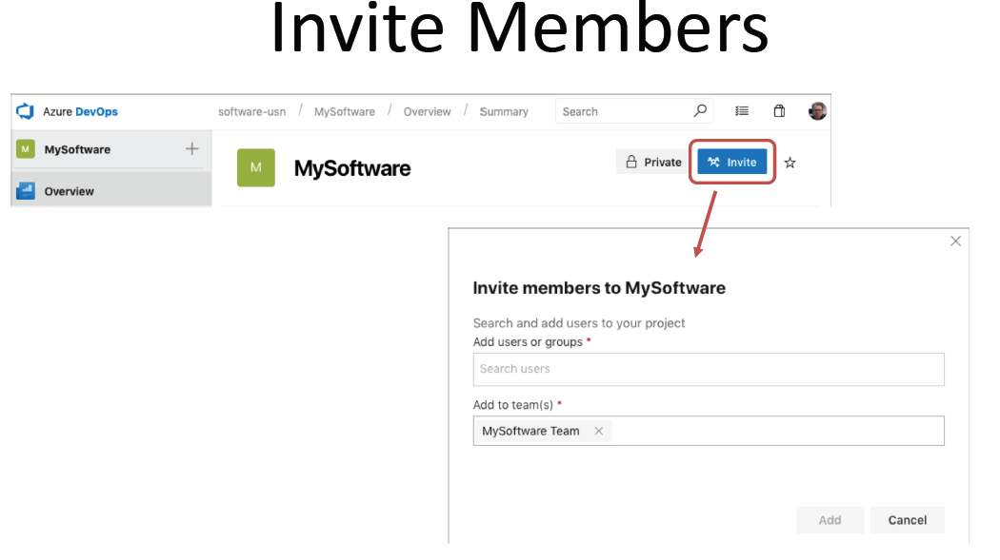 Invite Members
Azure DevOps
software-usn / MySoftware / Overview / Summary
Search
M MySoftware
M MySoftware
Private
Invite
Overview
Invite members to MySoftware
Search and add users to your project
Add users or groups *
Search users
Add to team(s) *
MySoftware Team
Add
Cancel